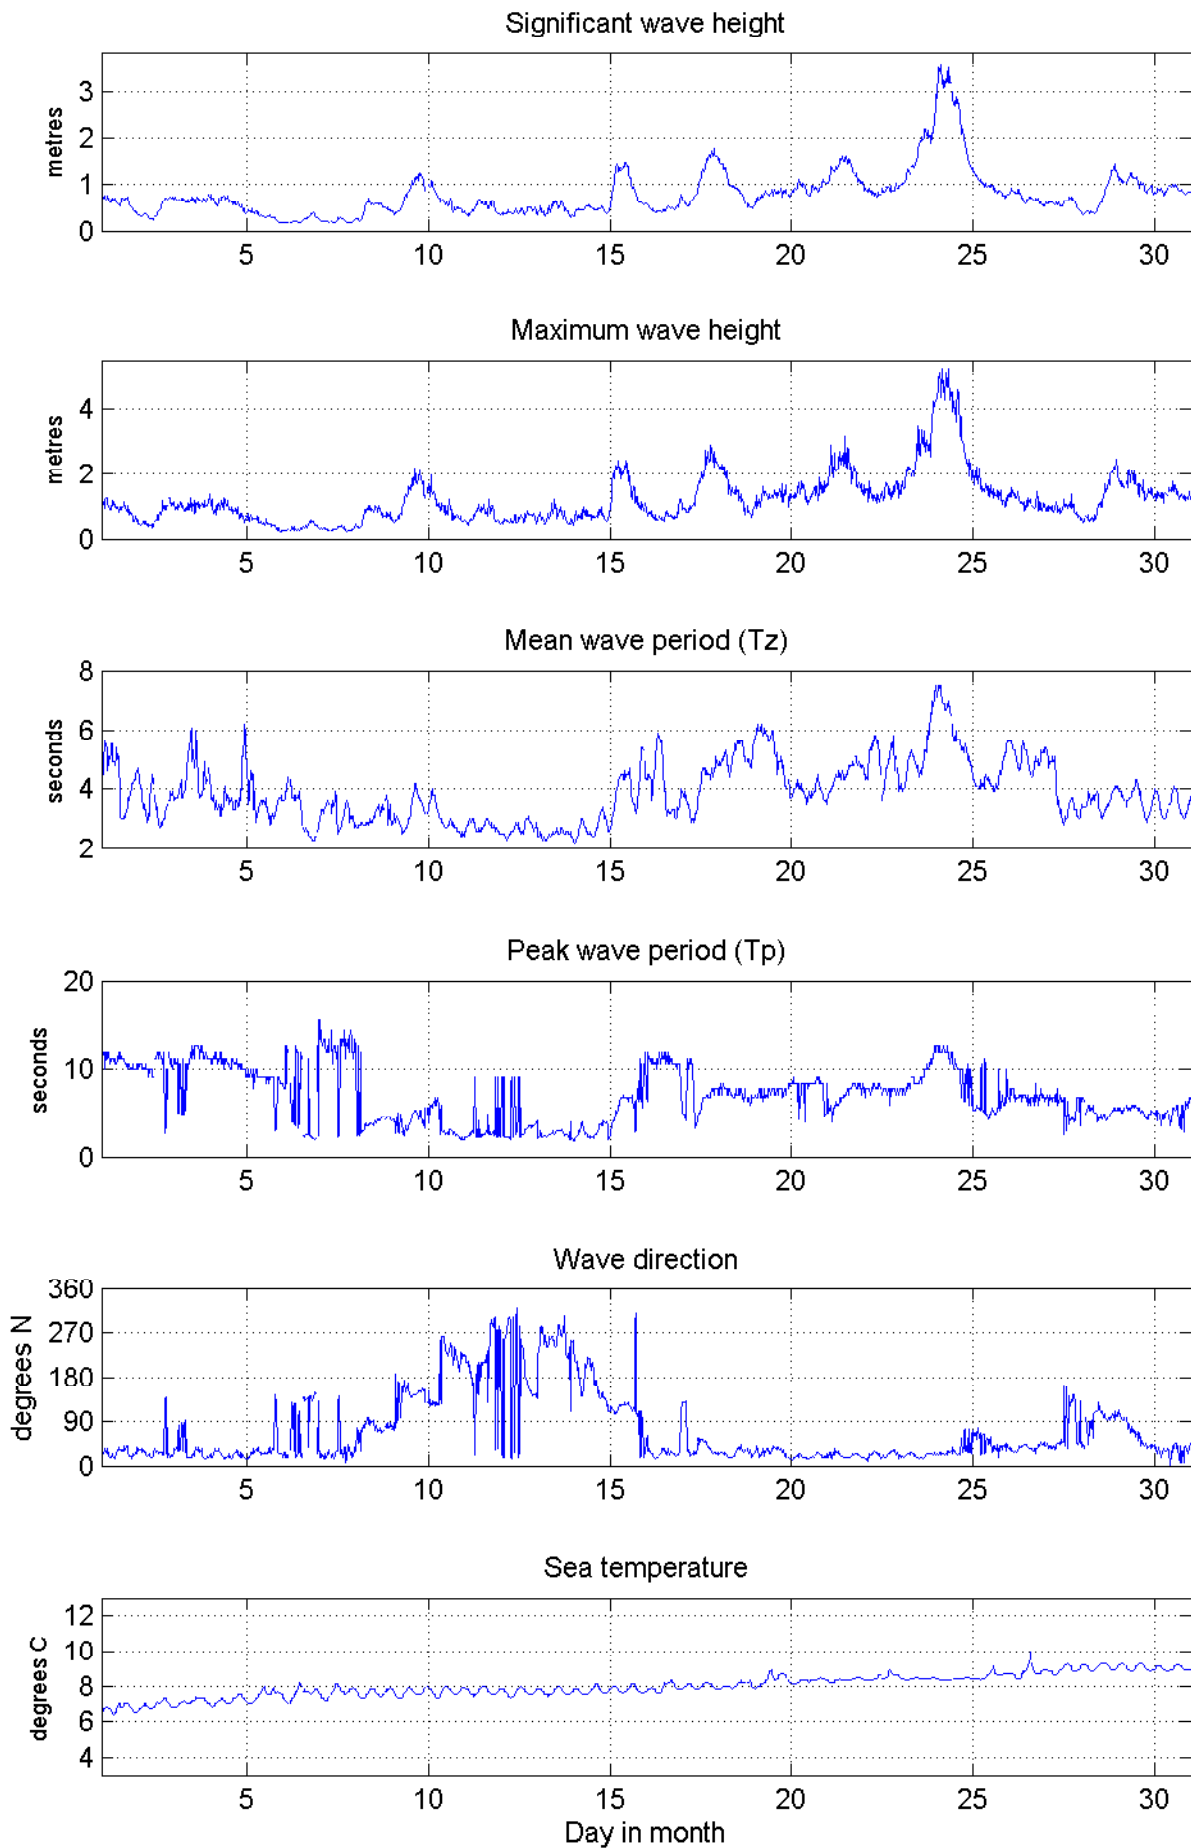 Significant wave height
metres
3
2
1
0
5 10 15 20 25 30
Maximum wave height
metres
4
2
0
5 10 15 20 25 30
Mean wave period (Tz)
seconds
8
6
4
2
5 10 15 20 25 30
Peak wave period (Tp)
seconds
20
10
0
5 10 15 20 25 30
Wave direction
degrees N
360
270
180
90
0
5 10 15 20 25 30
Sea temperature
degrees C
12
10
8
6
4
5 10 15 20 25 30
Day in month